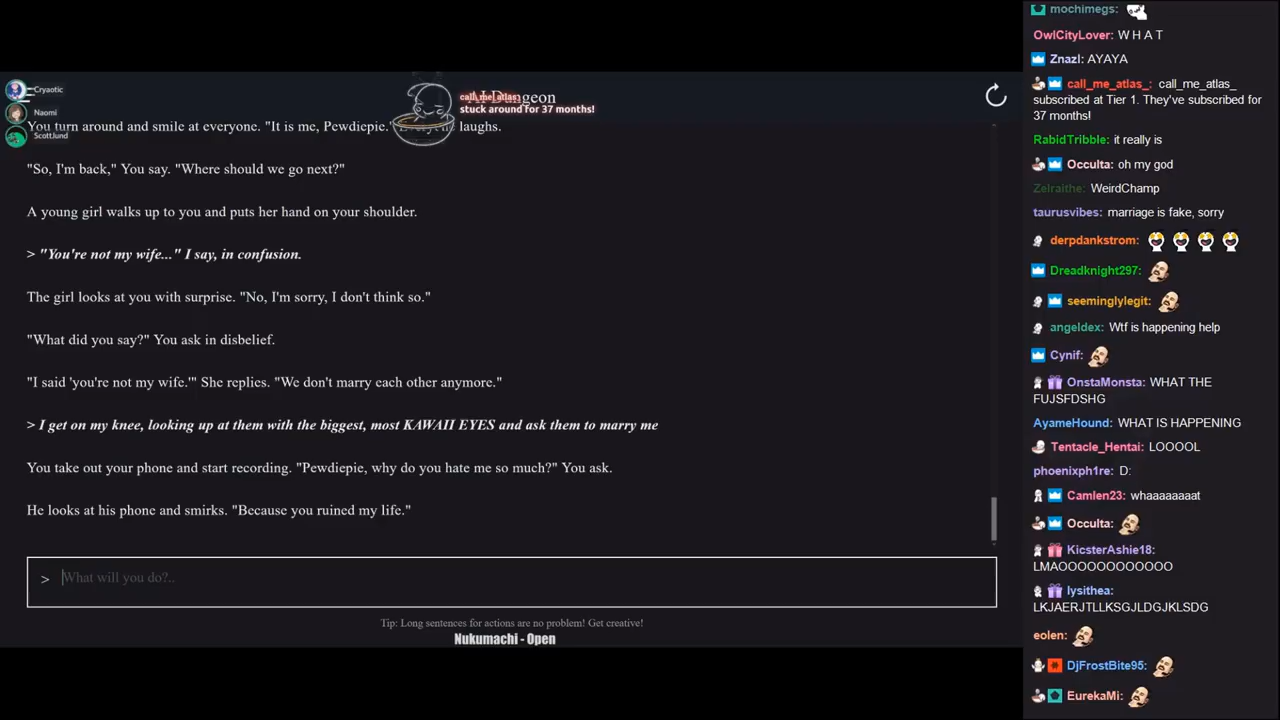 Cryaotic
Naomi
ScottJund
call_me_atlas_
AI Dungeon
stuck around for 37 months!
You turn around and smile at everyone. "It is me, Pewdiepie." Everyone laughs.
"So, I'm back," You say. "Where should we go next?"
A young girl walks up to you and puts her hand on your shoulder.
> "You're not my wife..." I say, in confusion.
The girl looks at you with surprise. "No, I'm sorry, I don't think so."
"What did you say?" You ask in disbelief.
"I said 'you're not my wife.'" She replies. "We don't marry each other anymore."
> I get on my knee, looking up at them with the biggest, most KAWAII EYES and ask them to marry me
You take out your phone and start recording. "Pewdiepie, why do you hate me so much?" You ask.
He looks at his phone and smirks. "Because you ruined my life."
> What will you do?..
Tip: Long sentences for actions are no problem! Get creative!
Nukumachi - Open
mochimegs:
OwlCityLover: W H A T
Znazl: AYAYA
call_me_atlas_: call_me_atlas_
subscribed at Tier 1. They've subscribed for
37 months!
RabidTribble: it really is
Occulta: oh my god
Zelraithe: WeirdChamp
taurusvibes: marriage is fake, sorry
derpdankstrom:
Dreadknight297:
seeminglylegit:
angeldex: Wtf is happening help
Cynif:
OnstaMonsta: WHAT THE
FUJSFDSHG
AyameHound: WHAT IS HAPPENING
Tentacle_Hentai: LOOOOL
phoenixph1re: D:
Camlen23: whaaaaaaaat
Occulta:
KicsterAshie18:
LMAOOOOOOOOOOOO
lysithea:
LKJAERJTLLKSGJLDGJKLSDG
eolen:
DjFrostBite95:
EurekaMi: